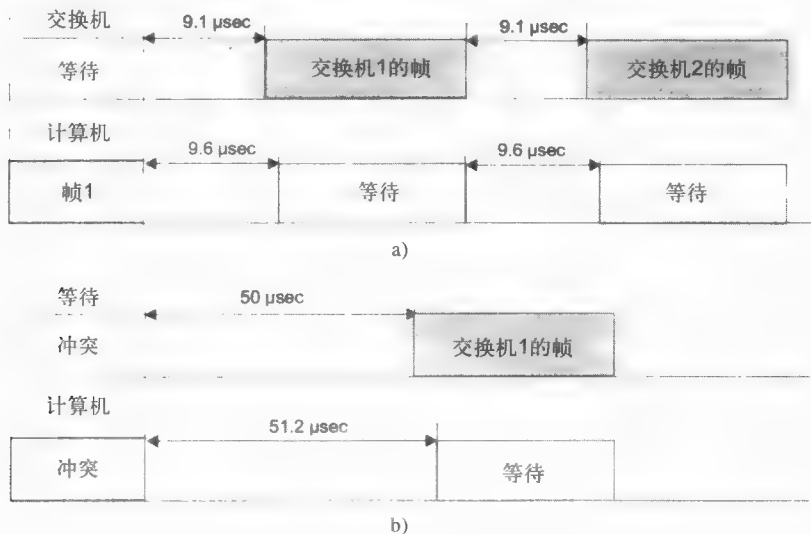 交换机
9.1 μsec
9.1 μsec
等待
交换机1的帧
交换机2的帧
计算机
9.6 μsec
9.6 μsec
帧1
等待
等待
a)
等待
50 μsec
冲突
交换机1的帧
计算机
51.2 μsec
冲突
等待
b)